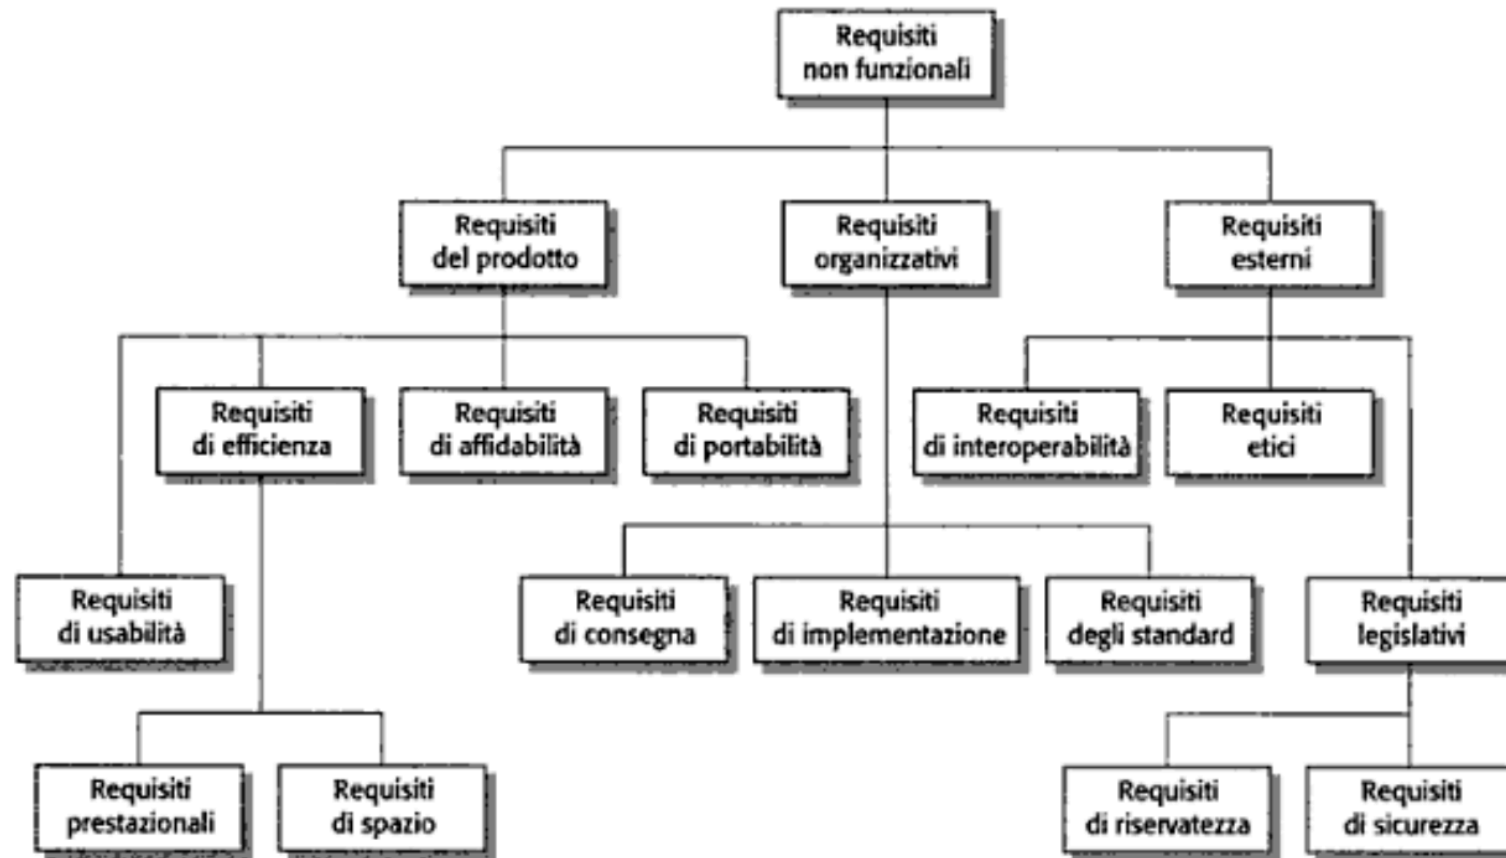 Requisiti
non funzionali
Requisiti
del prodotto
Requisiti
organizzativi
Requisiti
esterni
Requisiti
di efficienza
Requisiti
di affidabilità
Requisiti
di portabilità
Requisiti
di interoperabilità
Requisiti
etici
Requisiti
di usabilità
Requisiti
di consegna
Requisiti
di implementazione
Requisiti
degli standard
Requisiti
legislativi
Requisiti
prestazionali
Requisiti
di spazio
Requisiti
di riservatezza
Requisiti
di sicurezza